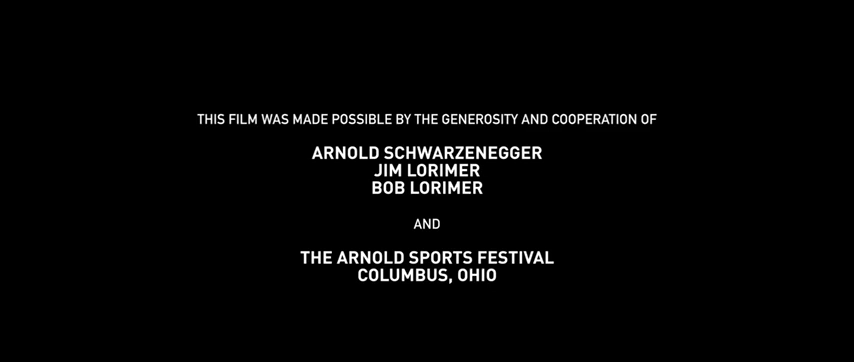 THIS FILM WAS MADE POSSIBLE BY THE GENEROSITY AND COOPERATION OF
ARNOLD SCHWARZENEGGER
JIM LORIMER
BOB LORIMER
AND
THE ARNOLD SPORTS FESTIVAL
COLUMBUS, OHIO